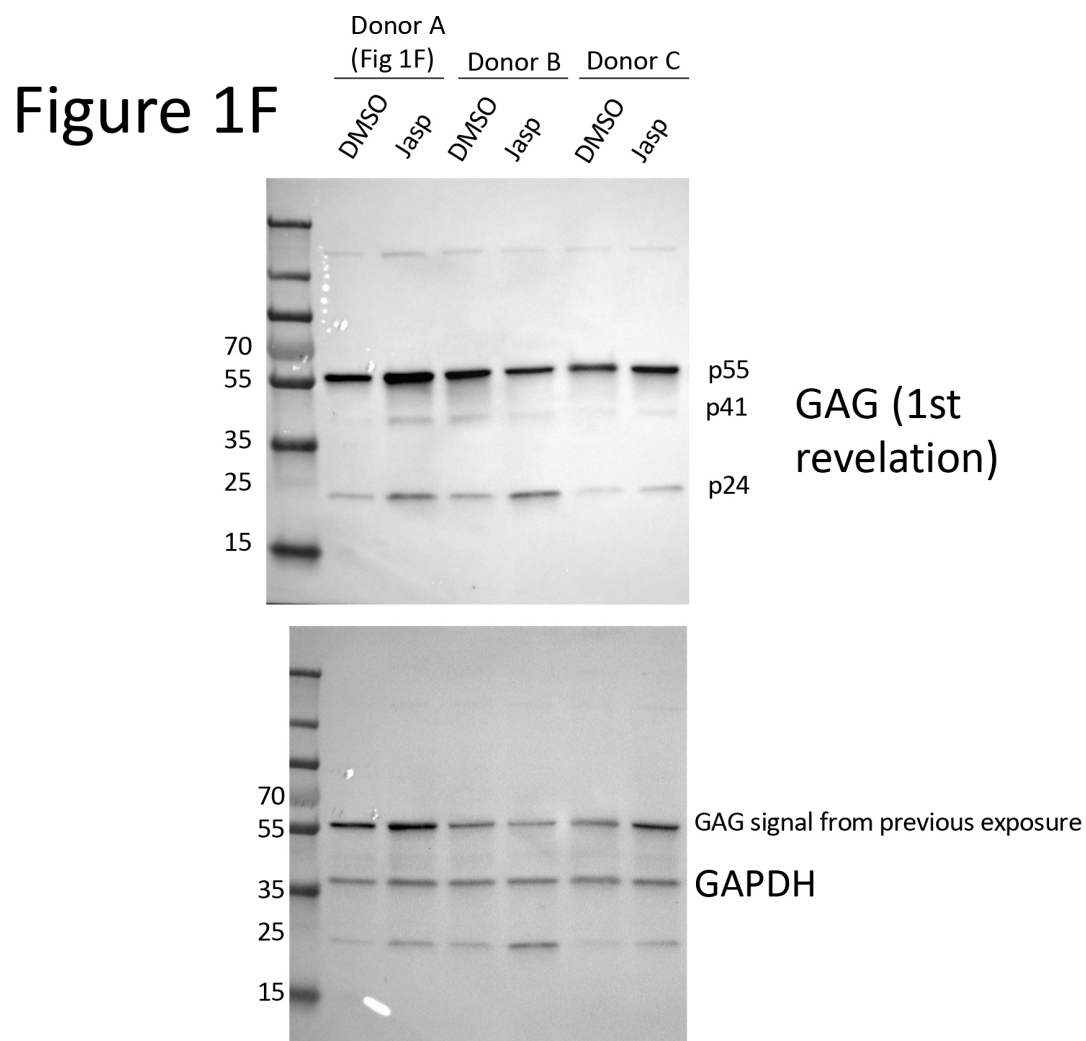 Figure 1F
Donor A
(Fig 1F)
Donor B
Donor C
DMSO
Jasp
DMSO
Jasp
DMSO
Jasp
70
55
35
25
15
p55
p41
p24
GAG (1st
revelation)
70
55
35
25
15
GAG signal from previous exposure
GAPDH